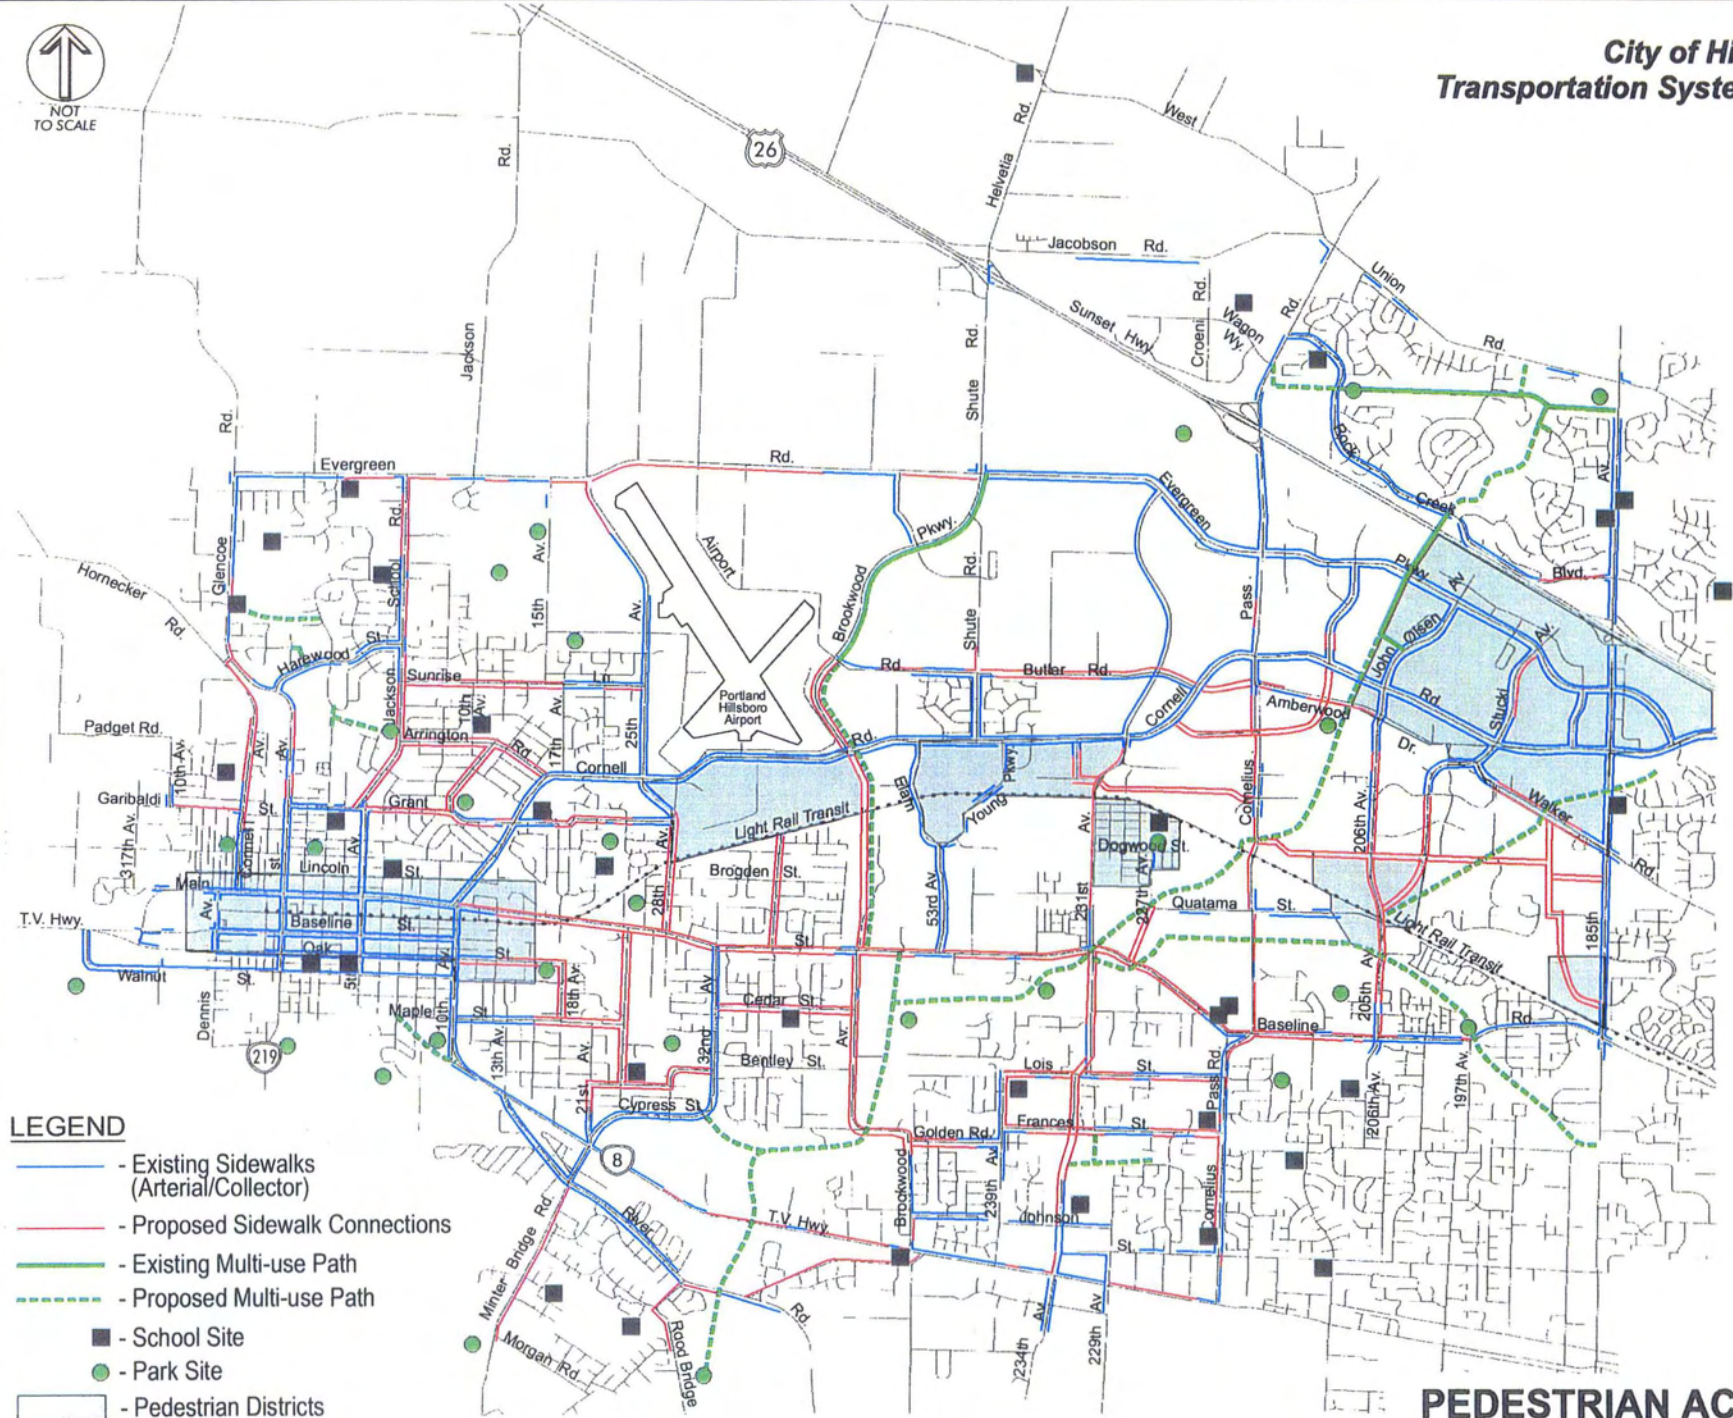 City of Hi
Transportation Syste
NOT
TO SCALE
26
West
Helvetia Rd.
Rd.
Jacobson Rd.
Union
Rd.
Sunset Hwy.
Croeni Rd.
Wagon
Wy.
Rd.
Jackson
Shute Rd.
Rd.
Evergreen
Rd.
Rock
Creek
Av.
Evergreen
Pkwy.
Pkwy.
Blvd.
Airport
Brookwood
Shute Rd.
Glencoe
School Rd.
15th Av.
Av.
Hornecker
Rd.
Pass.
Av.
Olsen
John
Av.
Harewood St.
Sunrise
Ln.
Rd.
Butler Rd.
Portland
Hillsboro
Airport
Jackson
10th Av.
17th Av.
25th
Cornell
Amberwood
Dr.
Rd.
Stucki
Padget Rd.
10th Av.
Av.
Av.
Arrington
Rd.
Rd.
Cornell
Elam
Pkwy.
Young
Cornelius
Walker
Rd.
Garibaldi
St.
Grant
Light Rail Transit
Av.
206th Av.
317th Av.
Connel
1st
Av.
Lincoln
St.
Av.
28th
Brogden St.
53rd Av.
Dogwood St.
231st
227th Av.
Main
Av.
T.V. Hwy.
Baseline
St.
Quatama St.
Light Rail Transit
185th
Oak
St.
Av.
St.
Walnut
St.
5th
Dennis
Maple
St.
10th
18th Av.
Av.
Cedar St.
Av.
205th Av.
Baseline
Rd.
219
13th Av.
21st
Av.
32nd
Bentley St.
Lois
St.
Pass Rd.
206th Av.
197th Av.
Cypress St.
Golden Rd.
Frances
St.
8
Minter Bridge Rd.
River
Rd.
T.V. Hwy.
Brookwood
239th Av.
Johnson
St.
Cornelius
Morgan Rd.
Rood Bridge
234th Av.
229th Av.
LEGEND
- Existing Sidewalks
(Arterial/Collector)
- Proposed Sidewalk Connections
- Existing Multi-use Path
- Proposed Multi-use Path
- School Site
- Park Site
- Pedestrian Districts
PEDESTRIAN AC